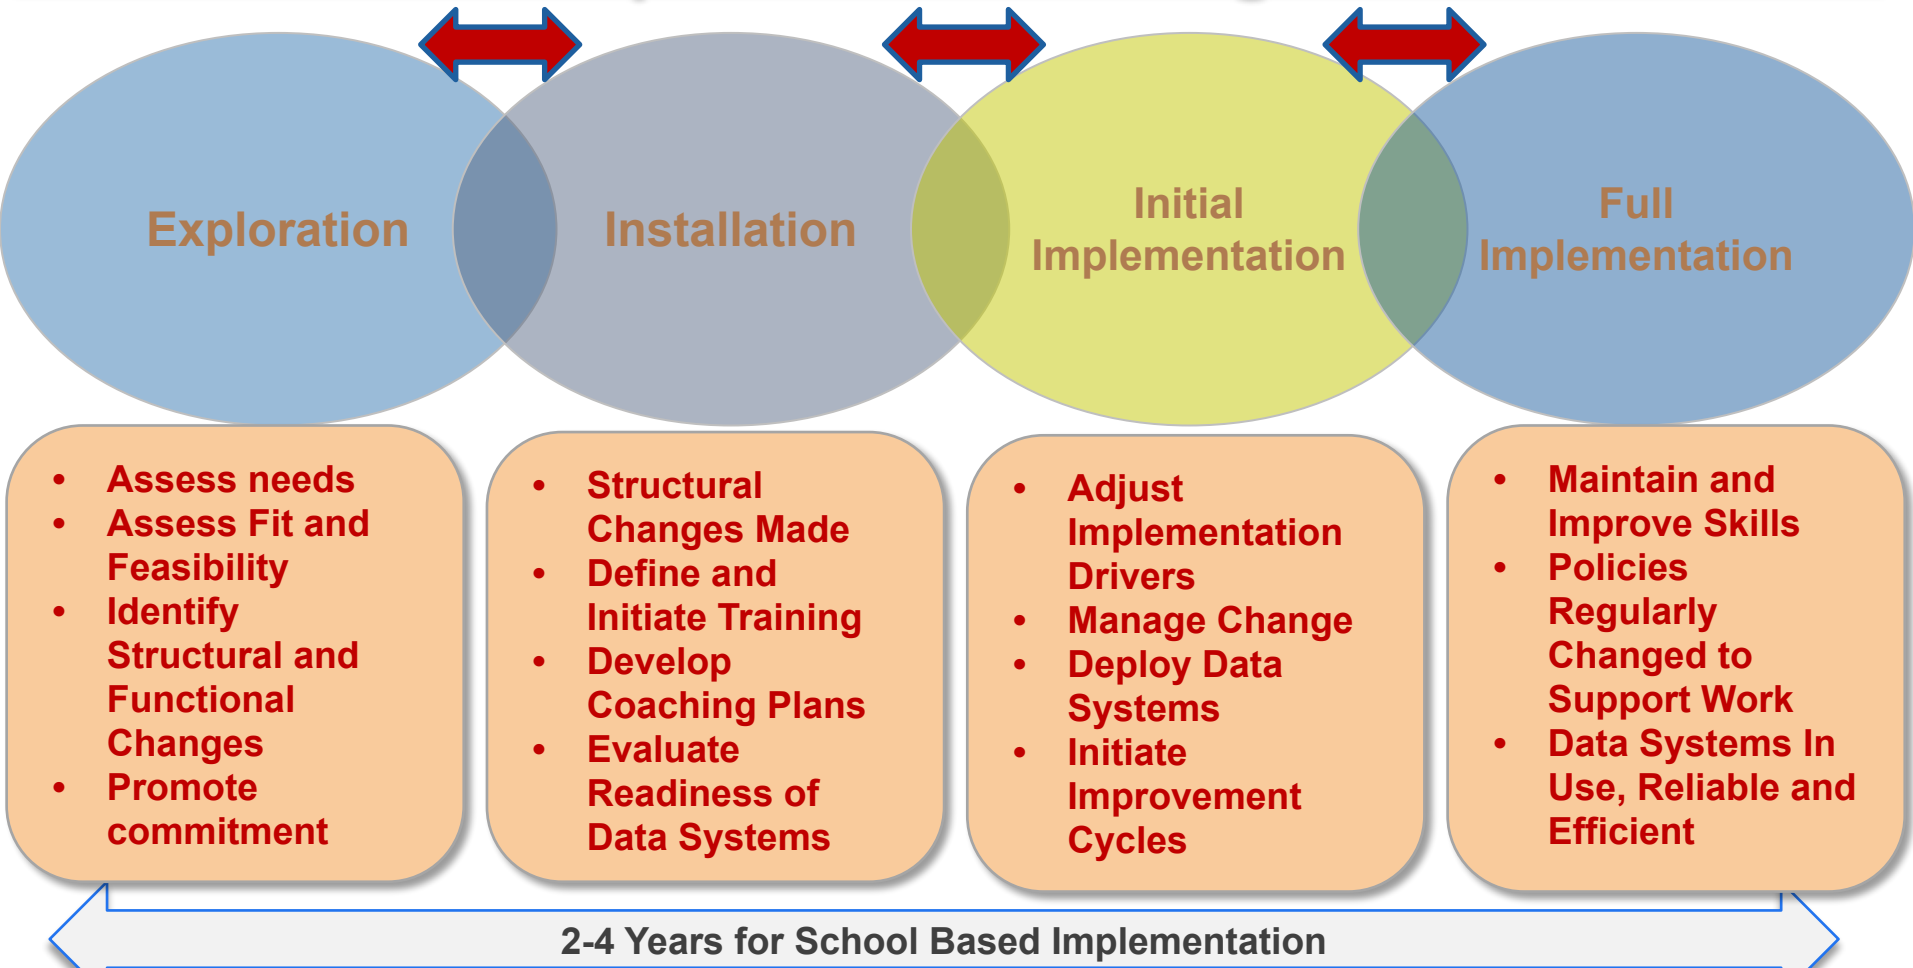 Exploration
Installation
Initial
Implementation
Full
Implementation
• Assess needs
• Assess Fit and
Feasibility
• Identify
Structural and
Functional
Changes
• Promote
commitment
• Structural
Changes Made
• Define and
Initiate Training
• Develop
Coaching Plans
• Evaluate
Readiness of
Data Systems
• Adjust
Implementation
Drivers
• Manage Change
• Deploy Data
Systems
• Initiate
Improvement
Cycles
• Maintain and
Improve Skills
• Policies
Regularly
Changed to
Support Work
• Data Systems In
Use, Reliable and
Efficient
2-4 Years for School Based Implementation